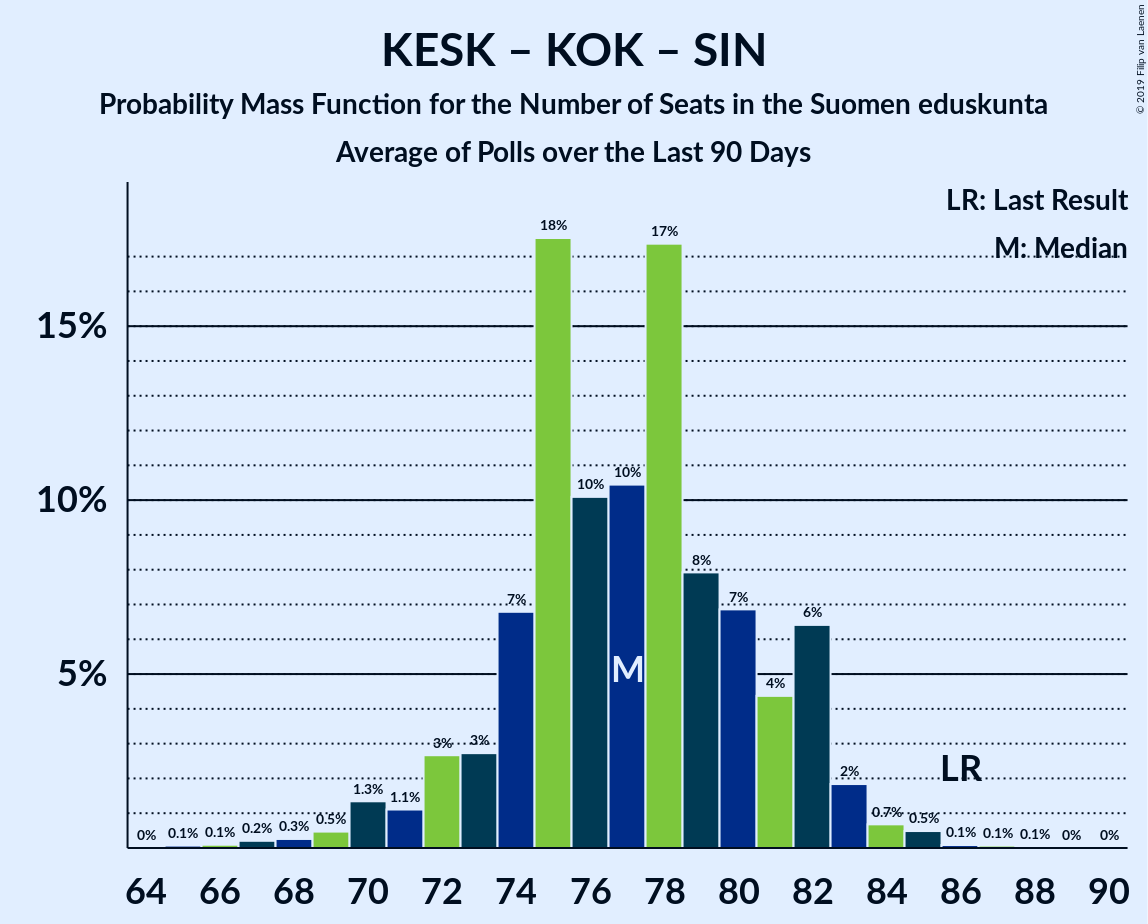 KESK – KOK – SIN
Probability Mass Function for the Number of Seats in the Suomen eduskunta
Average of Polls over the Last 90 Days
© 2019 Filip van Laenen
LR: Last Result
M: Median
15%
10%
5%
0% 0.1% 0.1% 0.2% 0.3% 0.5% 1.3% 1.1% 3% 3% 7% 18% 10% 10% 17% 8% 7% 4% 6% 2% 0.7% 0.5% 0.1% 0.1% 0.1% 0% 0%
M
LR
64 66 68 70 72 74 76 78 80 82 84 86 88 90